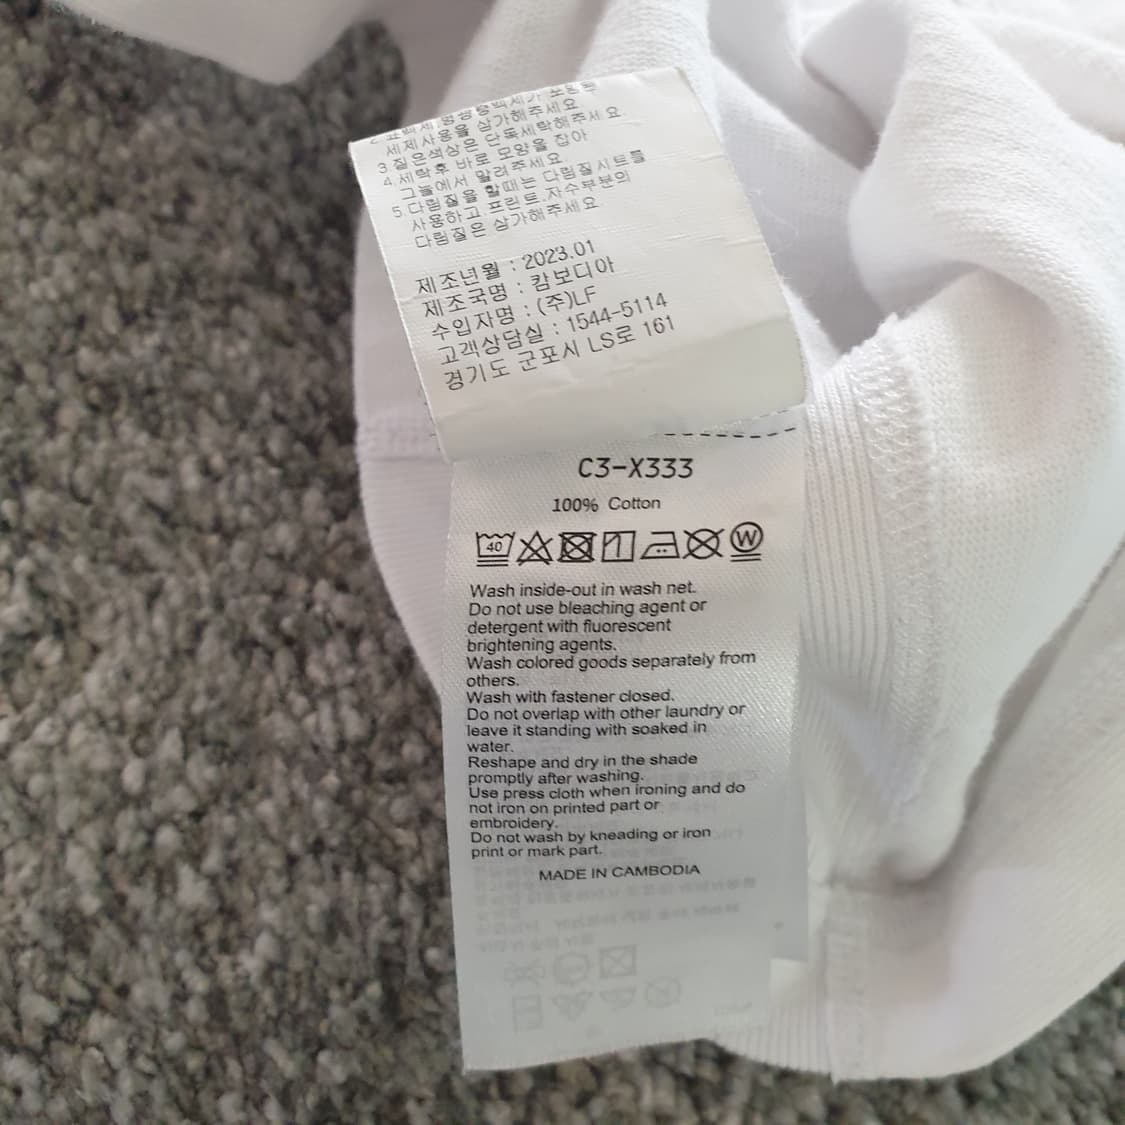 세제사용을 삼가해주세요
3.짙은색상은 단독세탁해주세요
4.세탁후 바로 모양을 잡아
그늘에서 말려주세요
5.다림질을 할때는 다림질시트를
사용하고.프린트.자수부분의
다림질은 삼가해주세요
제조년월 : 2023.01
제조국명 : 캄보디아
수입자명 : (주)LF
고객상담실 : 1544-5114
경기도 군포시 LS로 161
C3-X333
100% Cotton
40 W
Wash inside-out in wash net.
Do not use bleaching agent or
detergent with fluorescent
brightening agents.
Wash colored goods separately from
others.
Wash with fastener closed.
Do not overlap with other laundry or
leave it standing with soaked in
water.
Reshape and dry in the shade
promptly after washing.
Use press cloth when ironing and do
not iron on printed part or
embroidery.
Do not wash by kneading or iron
print or mark part.
MADE IN CAMBODIA